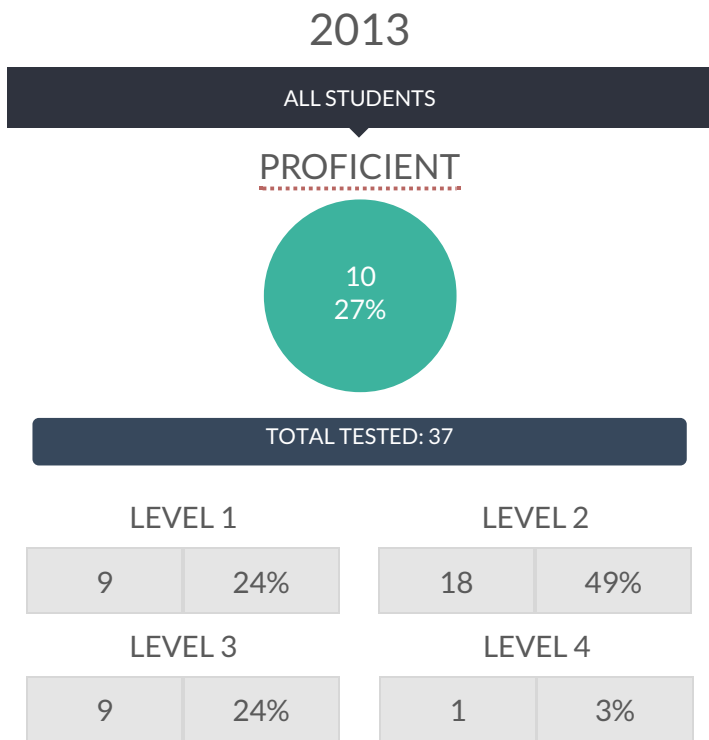 2013
ALL STUDENTS
PROFICIENT
10
27%
TOTAL TESTED: 37
LEVEL 1 LEVEL 2
9 24% 18 49%
LEVEL 3 LEVEL 4
9 24% 1 3%